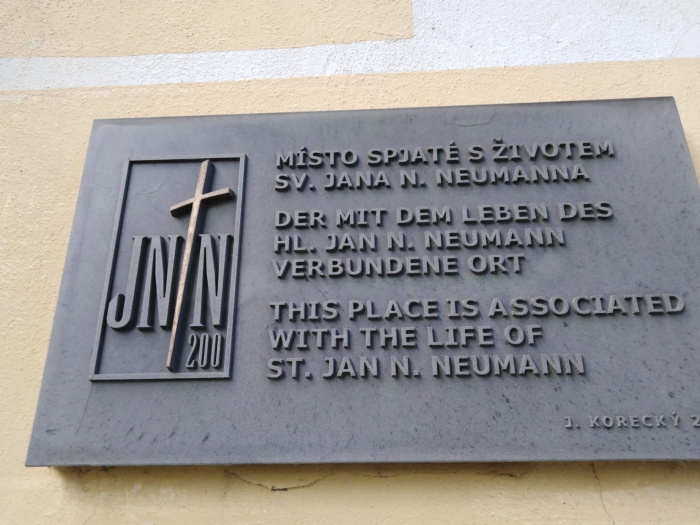 JNN
200
MÍSTO SPJATÉ S ŽIVOTEM
SV. JANA N. NEUMANNA
DER MIT DEM LEBEN DES
HL. JAN N. NEUMANN
VERBUNDENE ORT
THIS PLACE IS ASSOCIATED
WITH THE LIFE OF
ST. JAN N. NEUMANN
J. KORECKÝ 2